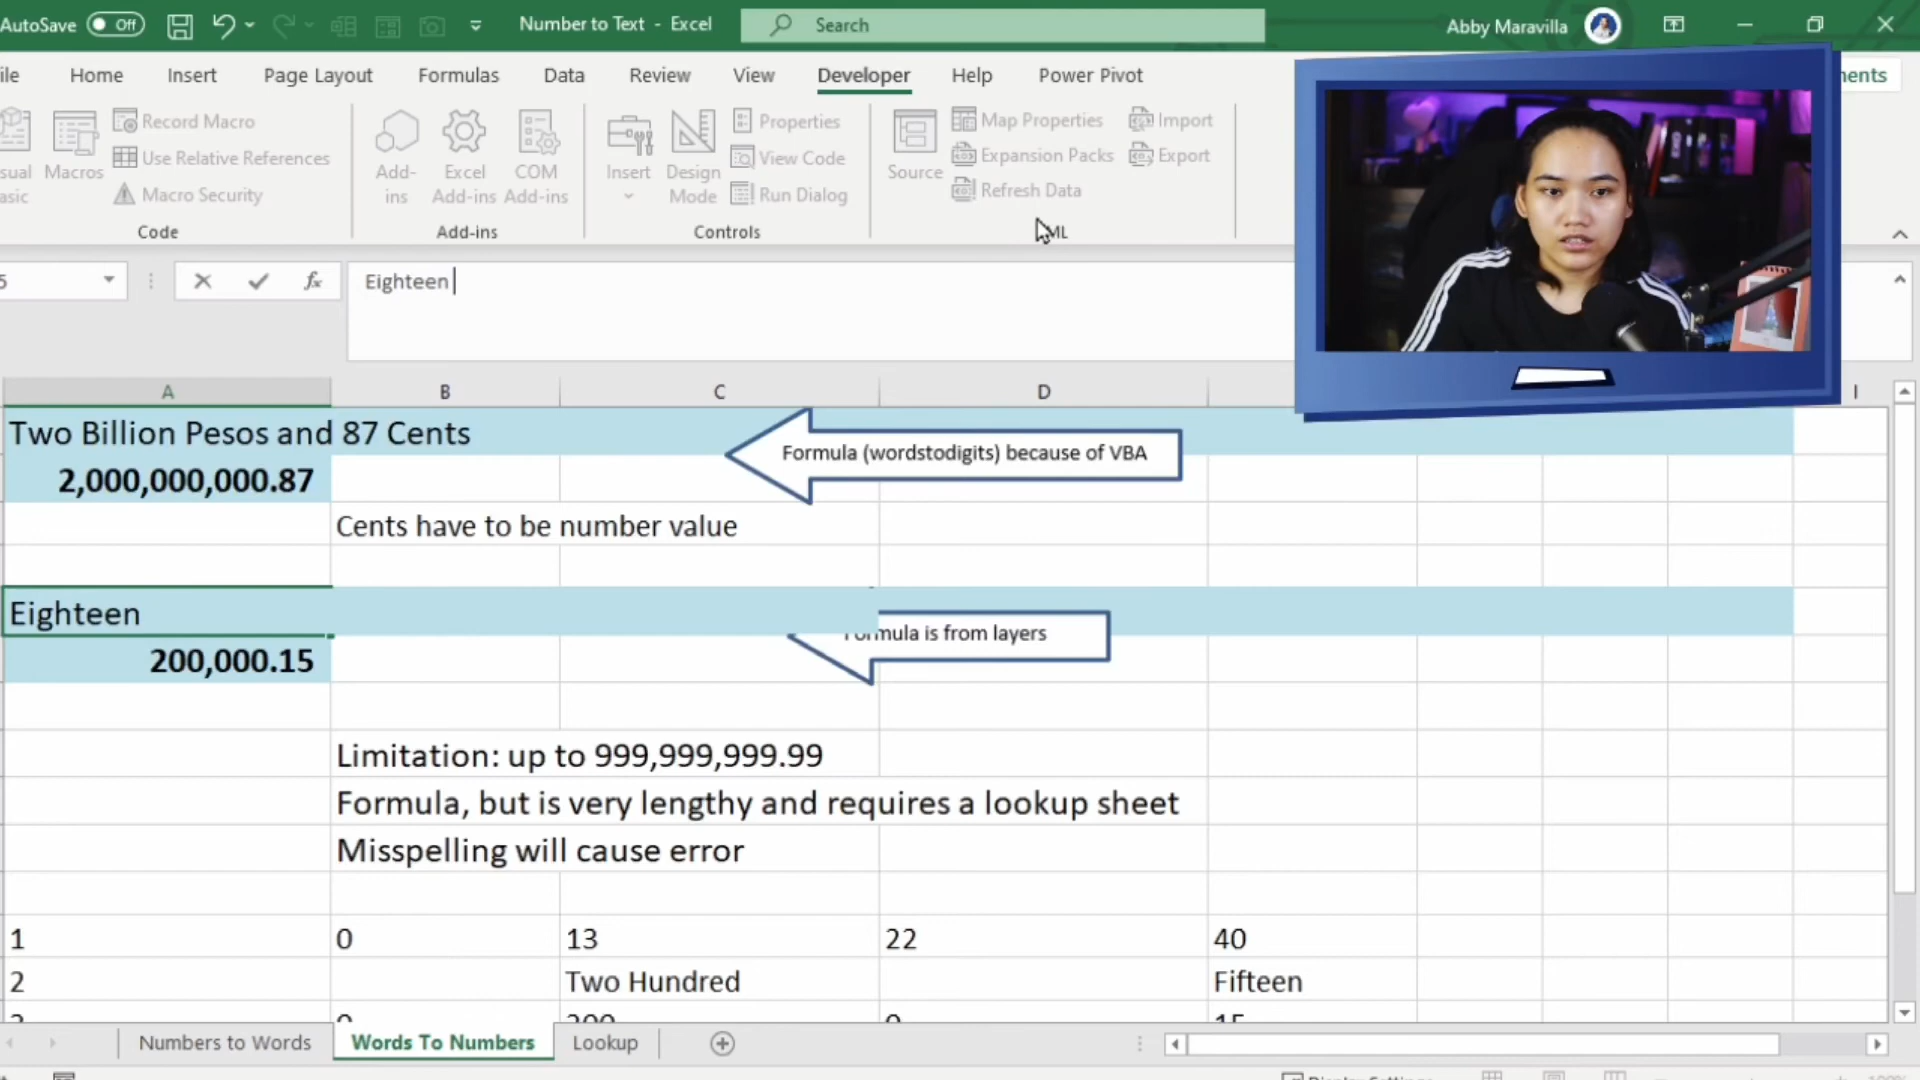 AutoSave Off Number to Text - Excel Search Abby Maravilla
Home Insert Page Layout Formulas Data Review View Developer Help Power Pivot
Macros
Record Macro
Use Relative References
Macro Security
Code
Add-ins
Excel Add-ins
COM Add-ins
Add-ins
Insert
Design Mode
Properties
View Code
Run Dialog
Controls
Source
Map Properties
Expansion Packs
Refresh Data
Import
Export
Eighteen
A B C D I
Two Billion Pesos and 87 Cents
Formula (wordstodigits) because of VBA
2,000,000,000.87
Cents have to be number value
Eighteen
Formula is from layers
200,000.15
Limitation: up to 999,999,999.99
Formula, but is very lengthy and requires a lookup sheet
Misspelling will cause error
1 0 13 22 40
2 Two Hundred Fifteen
Numbers to Words Words To Numbers Lookup